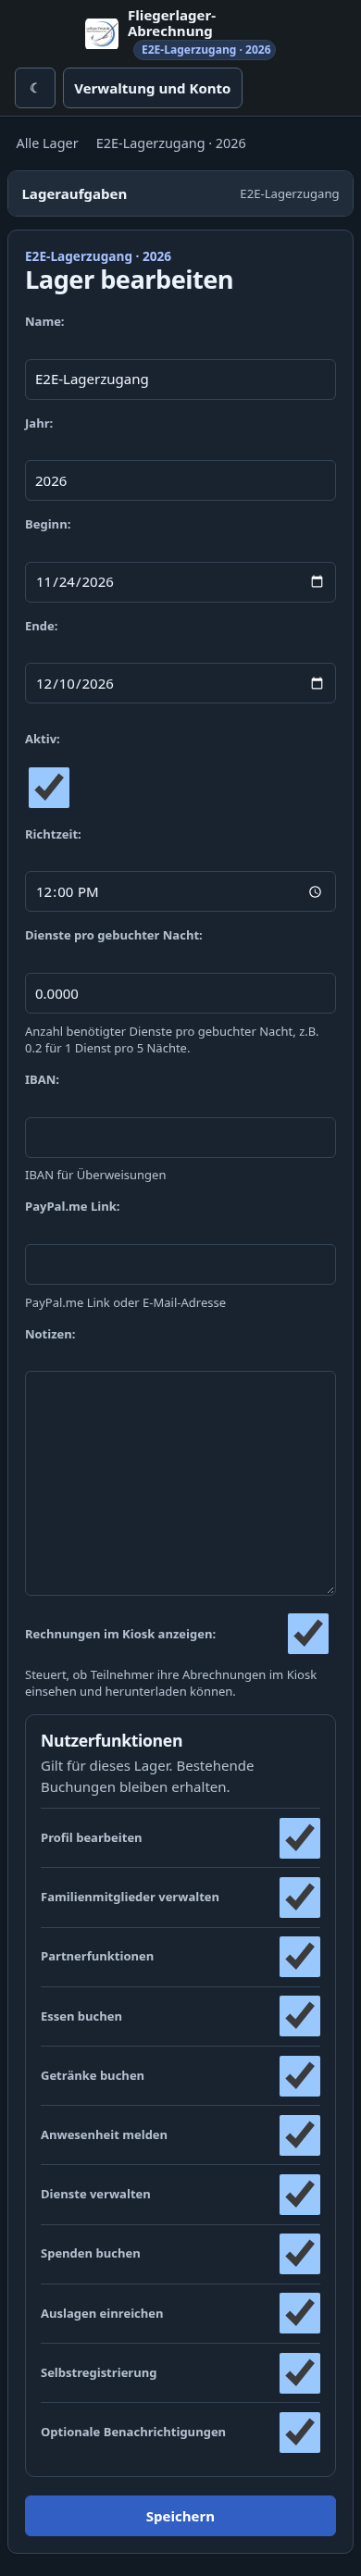 Fliegerlager-
Abrechnung
E2E-Lagerzugang · 2026
Verwaltung und Konto
Alle Lager E2E-Lagerzugang · 2026
Lageraufgaben E2E-Lagerzugang
E2E-Lagerzugang · 2026
Lager bearbeiten
Name:
E2E-Lagerzugang
Jahr:
2026
Beginn:
11/24/2026
Ende:
12/10/2026
Aktiv:
Richtzeit:
12:00 PM
Dienste pro gebuchter Nacht:
0.0000
Anzahl benötigter Dienste pro gebuchter Nacht, z.B.
0.2 für 1 Dienst pro 5 Nächte.
IBAN:
IBAN für Überweisungen
PayPal.me Link:
PayPal.me Link oder E-Mail-Adresse
Notizen:
Rechnungen im Kiosk anzeigen:
Steuert, ob Teilnehmer ihre Abrechnungen im Kiosk
einsehen und herunterladen können.
Nutzerfunktionen
Gilt für dieses Lager. Bestehende
Buchungen bleiben erhalten.
Profil bearbeiten
Familienmitglieder verwalten
Partnerfunktionen
Essen buchen
Getränke buchen
Anwesenheit melden
Dienste verwalten
Spenden buchen
Auslagen einreichen
Selbstregistrierung
Optionale Benachrichtigungen
Speichern